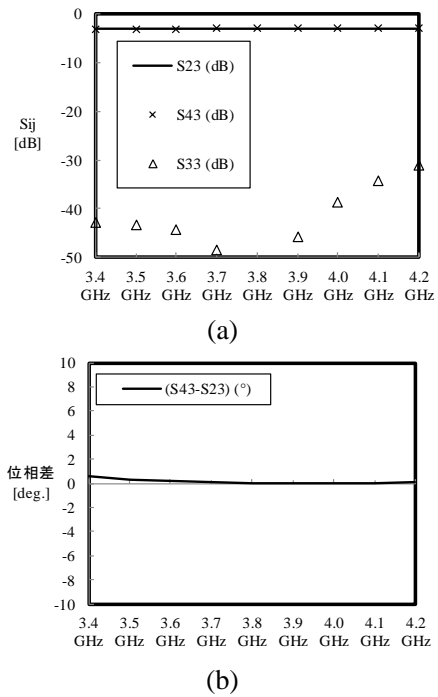 0
-10
-20
-30
-40
-50
Sij
[dB]
S23 (dB)
S43 (dB)
S33 (dB)
3.4 3.5 3.6 3.7 3.8 3.9 4.0 4.1 4.2
GHz GHz GHz GHz GHz GHz GHz GHz GHz
(a)
10
8
6
4
2
0
-2
-4
-6
-8
-10
位相差
[deg.]
(S43-S23) (°)
3.4 3.5 3.6 3.7 3.8 3.9 4.0 4.1 4.2
GHz GHz GHz GHz GHz GHz GHz GHz GHz
(b)